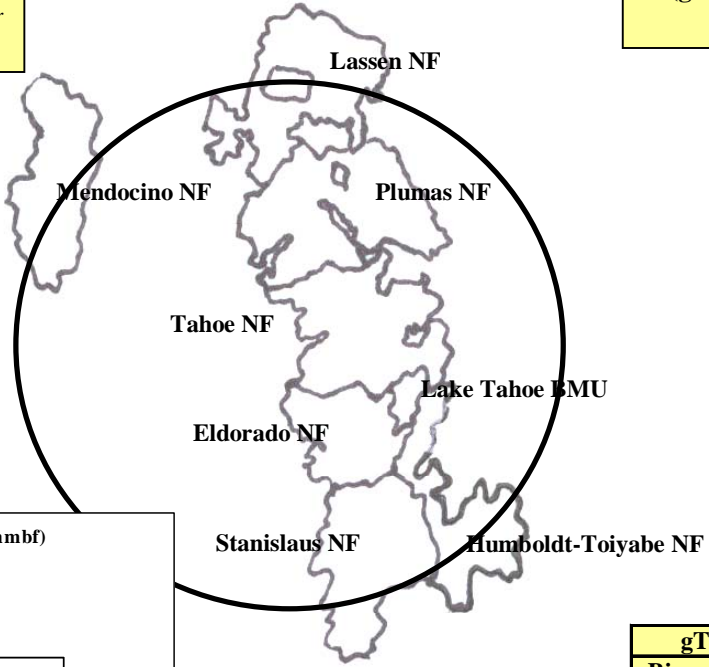 r
(g
Lassen NF
Mendocino NF
Plumas NF
Tahoe NF
Lake Tahoe BMU
Eldorado NF
mbf)
Stanislaus NF
Humboldt-Toiyabe NF
gT